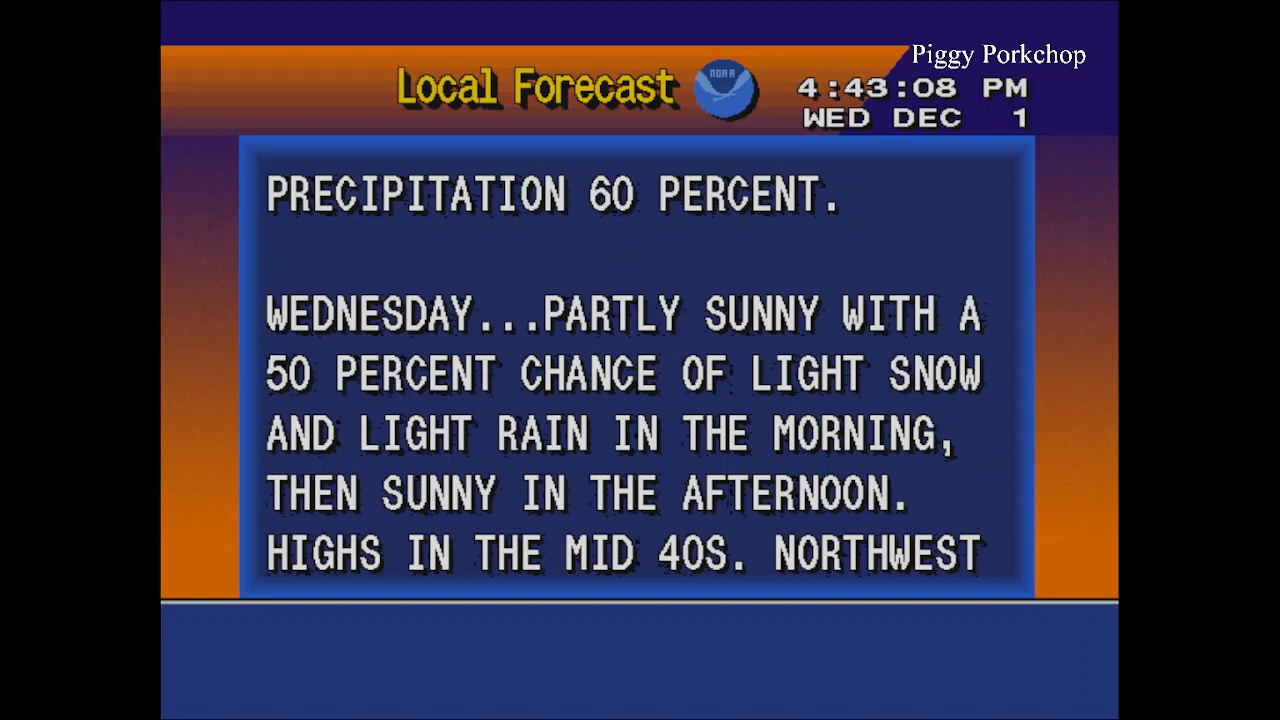 Piggy Porkchop
Local Forecast
NOAA
4:43:08 PM
WED DEC 1
PRECIPITATION 60 PERCENT.
WEDNESDAY...PARTLY SUNNY WITH A
50 PERCENT CHANCE OF LIGHT SNOW
AND LIGHT RAIN IN THE MORNING,
THEN SUNNY IN THE AFTERNOON.
HIGHS IN THE MID 40S. NORTHWEST